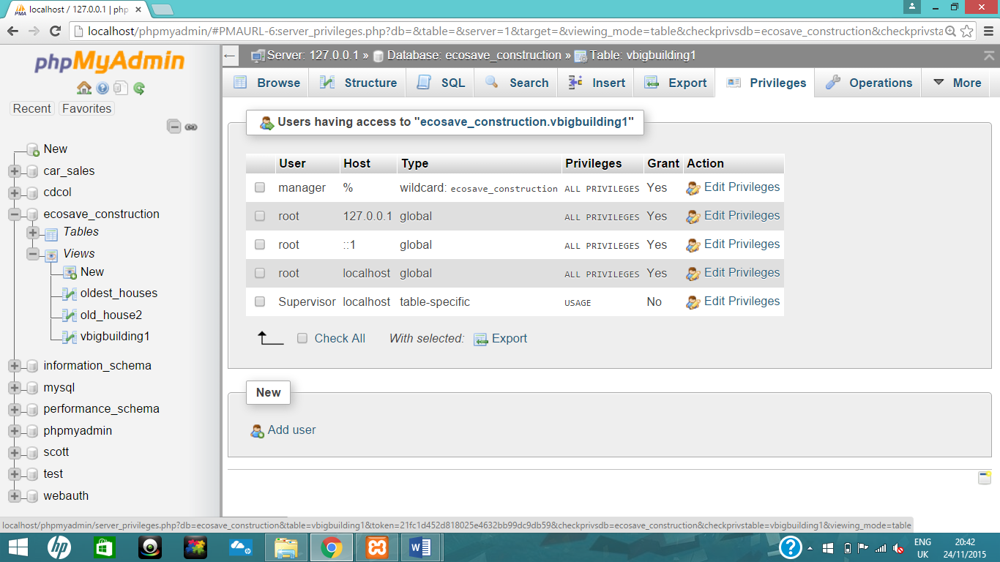 localhost / 127.0.0.1 | php
localhost/phpmyadmin/#PMAURL-6:server_privileges.php?db=&table=&server=1&target=&viewing_mode=table&checkprivsdb=ecosave_construction&checkprivsta
phpMyAdmin
Recent Favorites
New
car_sales
cdcol
ecosave_construction
Tables
Views
New
oldest_houses
old_house2
vbigbuilding1
information_schema
mysql
performance_schema
phpmyadmin
scott
test
webauth
Server: 127.0.0.1 » Database: ecosave_construction » Table: vbigbuilding1
Browse Structure SQL Search Insert Export Privileges Operations More
Users having access to "ecosave_construction.vbigbuilding1"
User Host Type Privileges Grant Action
manager % wildcard: ecosave_construction ALL PRIVILEGES Yes Edit Privileges
root 127.0.0.1 global ALL PRIVILEGES Yes Edit Privileges
root ::1 global ALL PRIVILEGES Yes Edit Privileges
root localhost global ALL PRIVILEGES Yes Edit Privileges
Supervisor localhost table-specific USAGE No Edit Privileges
Check All With selected: Export
New
Add user
localhost/phpmyadmin/server_privileges.php?db=ecosave_construction&table=vbigbuilding1&token=21fc1d452d818025e4632bb99dc9db59&checkprivsdb=ecosave_construction&checkprivstable=vbigbuilding1&viewing_mode=table
ENG 20:42
UK 24/11/2015